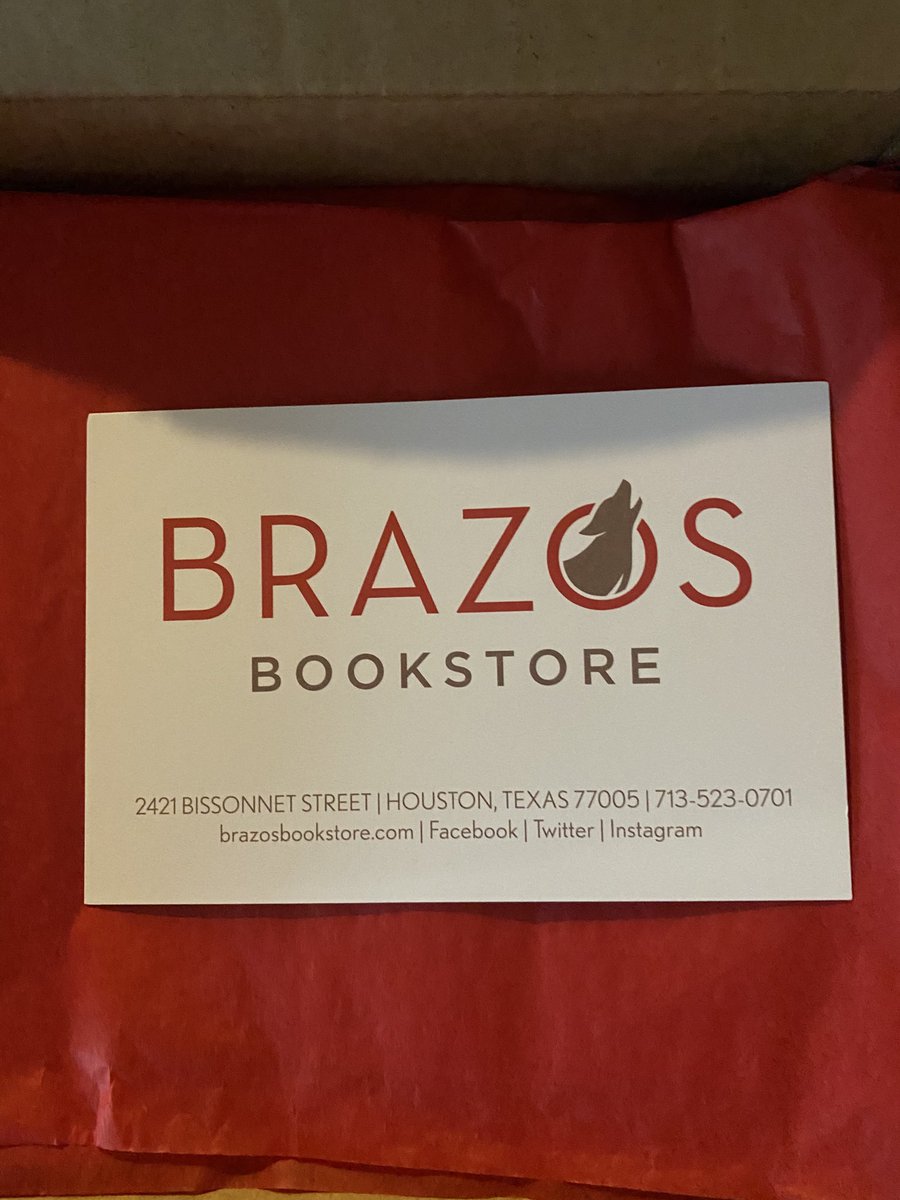 BRAZOS
BOOKSTORE
2421 BISSONNET STREET | HOUSTON, TEXAS 77005 | 713-523-0701
brazosbookstore.com | Facebook | Twitter | Instagram